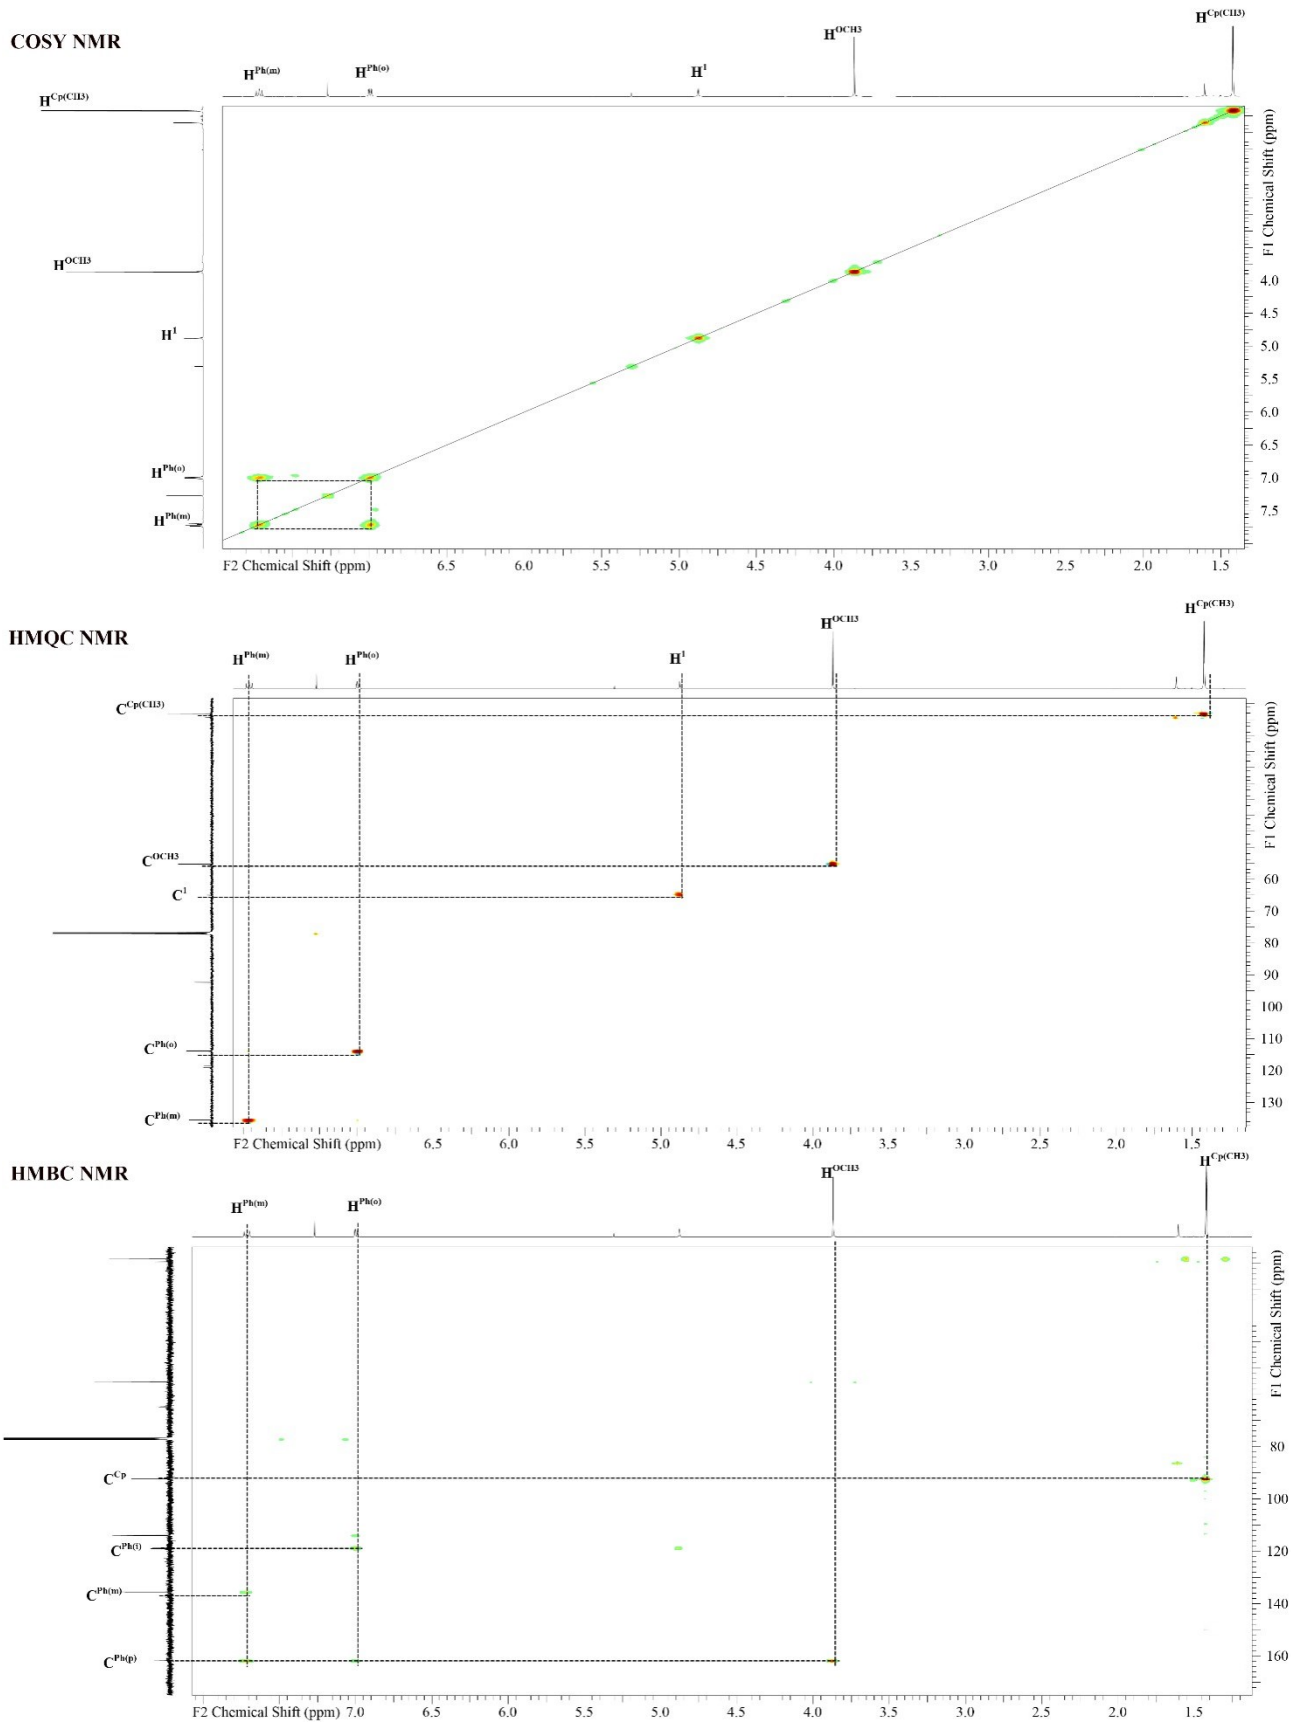 COSY NMR
H^Cp(CH3)
H^OCH3
H^Ph(m)
H^Ph(o)
H^1
H^Cp(CH3)
H^OCH3
H^1
H^Ph(o)
H^Ph(m)
4.0
4.5
5.0
5.5
6.0
6.5
7.0
7.5
F1 Chemical Shift (ppm)
F2 Chemical Shift (ppm) 6.5 6.0 5.5 5.0 4.5 4.0 3.5 3.0 2.5 2.0 1.5
HMQC NMR
H^Cp(CH3)
H^OCH3
H^Ph(m)
H^Ph(o)
H^1
C^Cp(CH3)
C^OCH3
C^1
C^Ph(o)
C^Ph(m)
60
70
80
90
100
110
120
130
F1 Chemical Shift (ppm)
F2 Chemical Shift (ppm) 6.5 6.0 5.5 5.0 4.5 4.0 3.5 3.0 2.5 2.0 1.5
HMBC NMR
H^Cp(CH3)
H^OCH3
H^Ph(m)
H^Ph(o)
C^Cp
C^Ph(i)
C^Ph(m)
C^Ph(p)
80
100
120
140
160
F1 Chemical Shift (ppm)
F2 Chemical Shift (ppm) 7.0 6.5 6.0 5.5 5.0 4.5 4.0 3.5 3.0 2.5 2.0 1.5